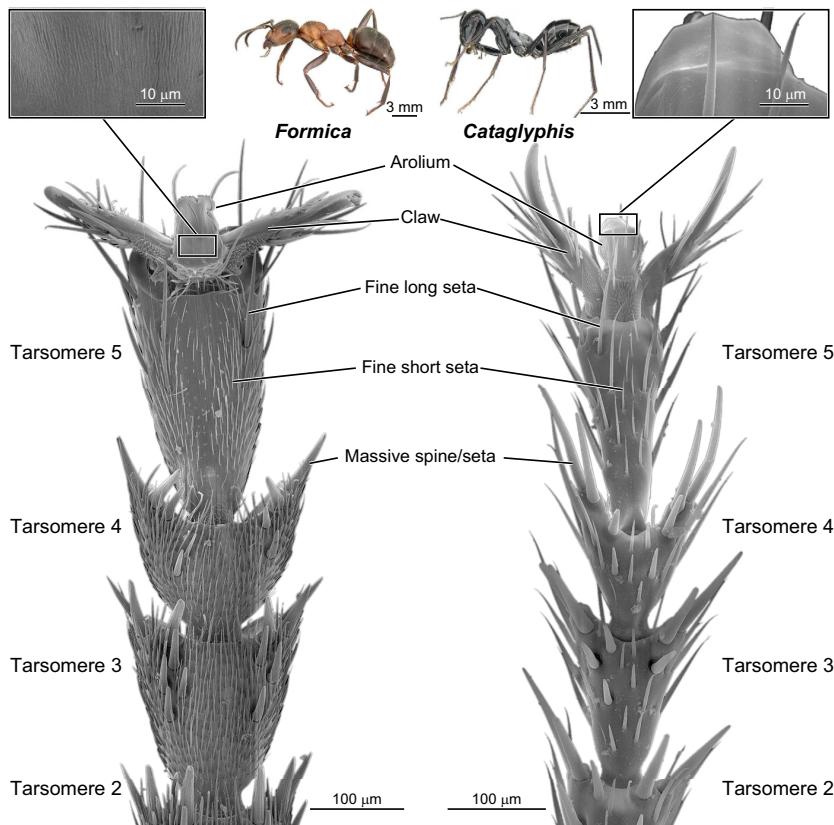 10 μm
3 mm
3 mm
10 μm
Formica
Cataglyphis
Arolium
Claw
Fine long seta
Tarsomere 5
Tarsomere 5
Fine short seta
Massive spine/seta
Tarsomere 4
Tarsomere 4
Tarsomere 3
Tarsomere 3
Tarsomere 2
Tarsomere 2
100 μm
100 μm